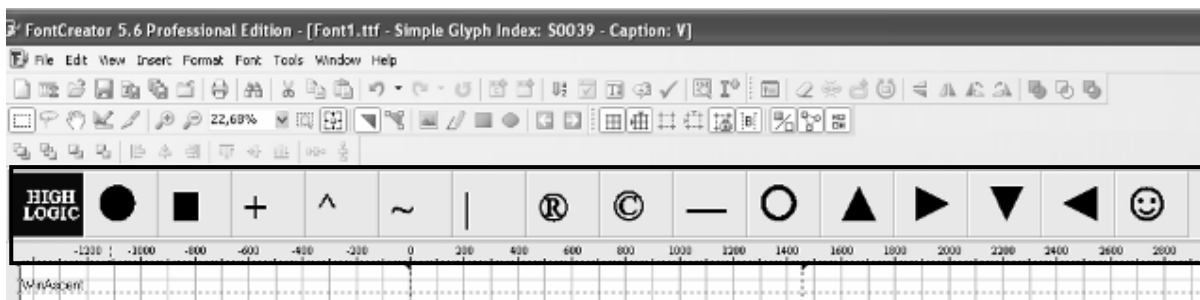 FontCreator 5.6 Professional Edition - [Font1.ttf - Simple Glyph Index: S0039 - Caption: V]
File Edit View Insert Format Font Tools Window Help
22,68%
HIGH
LOGIC
+ ^ ~ | ® ©
-1200 -1000 -800 -600 -400 -200 0 200 400 600 800 1000 1200 1400 1600 1800 2000 2200 2400 2600 2800
WinAscent